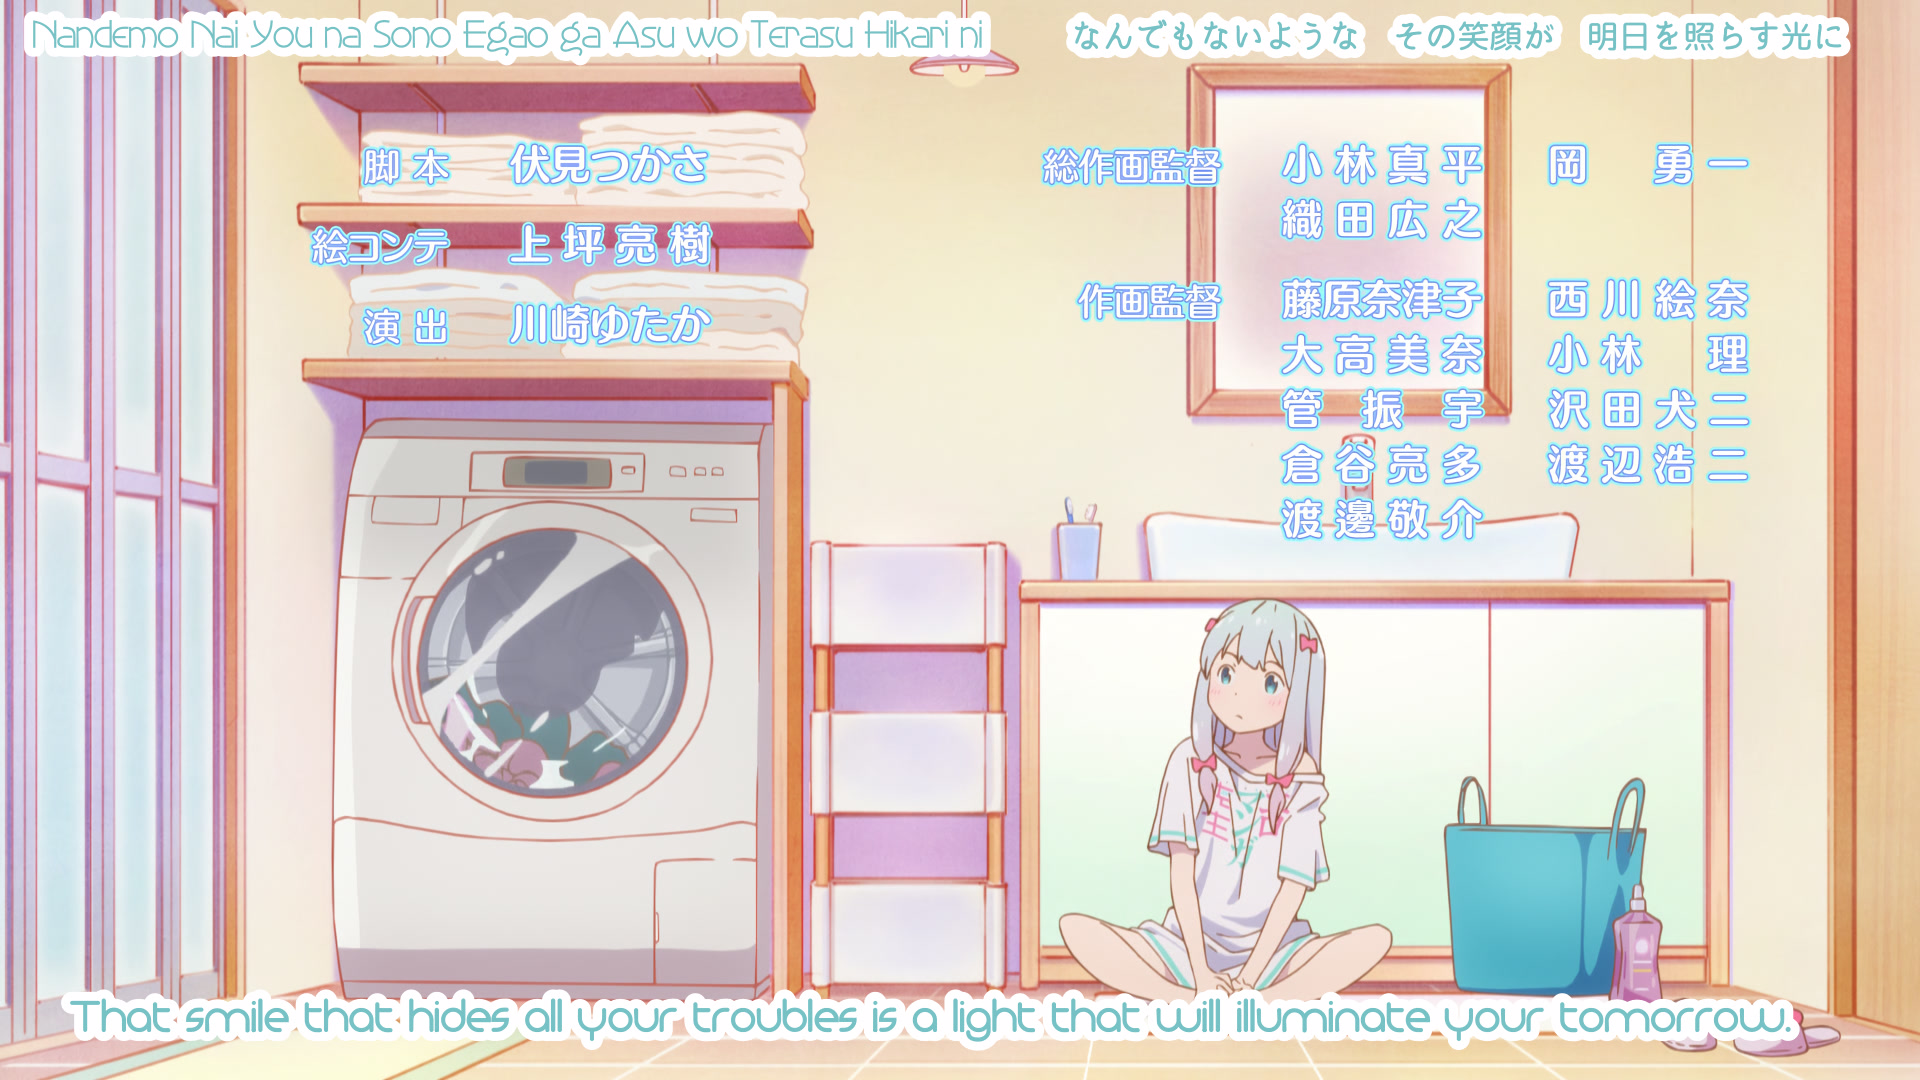 Nandemo Nai You na Sono Egao ga Asu wo Terasu Hikari ni
なんでもないような その笑顔が 明日を照らす光に
脚本 伏見つかさ
絵コンテ 上坪亮樹
演出 川崎ゆたか
総作画監督 小林真平 岡 勇一
織田広之
作画監督 藤原奈津子 西川絵奈
大高美奈 小林 理
管 振宇 沢田犬二
倉谷亮多 渡辺浩二
渡邊敬介
That smile that hides all your troubles is a light that will illuminate your tomorrow.